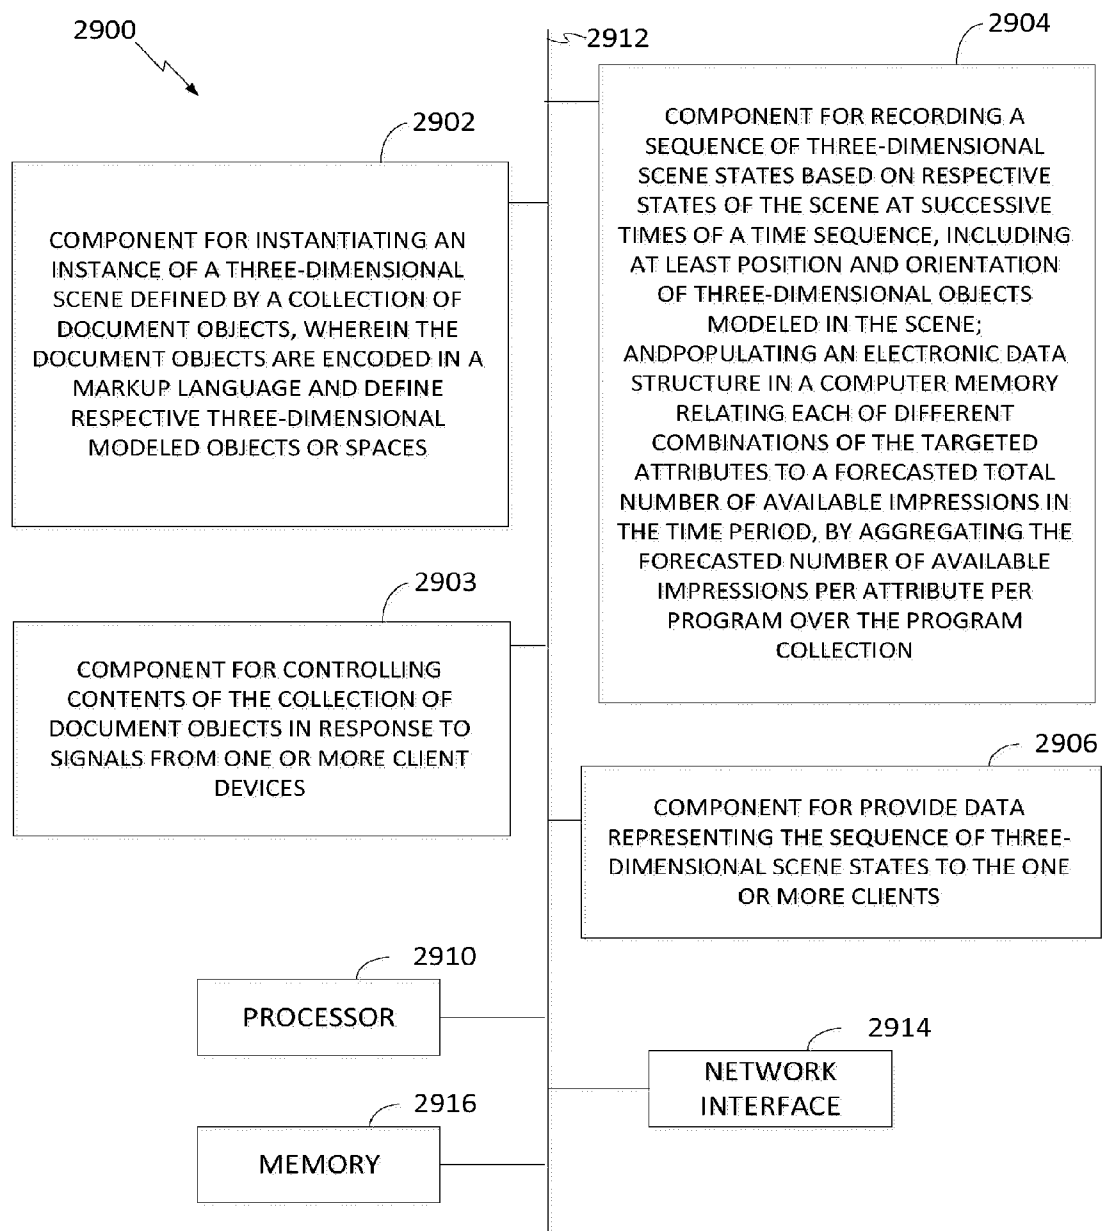 2900
2912
2904
2902
COMPONENT FOR INSTANTIATING AN
INSTANCE OF A THREE-DIMENSIONAL
SCENE DEFINED BY A COLLECTION OF
DOCUMENT OBJECTS, WHEREIN THE
DOCUMENT OBJECTS ARE ENCODED IN A
MARKUP LANGUAGE AND DEFINE
RESPECTIVE THREE-DIMENSIONAL
MODELED OBJECTS OR SPACES
COMPONENT FOR RECORDING A
SEQUENCE OF THREE-DIMENSIONAL
SCENE STATES BASED ON RESPECTIVE
STATES OF THE SCENE AT SUCCESSIVE
TIMES OF A TIME SEQUENCE, INCLUDING
AT LEAST POSITION AND ORIENTATION
OF THREE-DIMENSIONAL OBJECTS
MODELED IN THE SCENE;
ANDPOPULATING AN ELECTRONIC DATA
STRUCTURE IN A COMPUTER MEMORY
RELATING EACH OF DIFFERENT
COMBINATIONS OF THE TARGETED
ATTRIBUTES TO A FORECASTED TOTAL
NUMBER OF AVAILABLE IMPRESSIONS IN
THE TIME PERIOD, BY AGGREGATING THE
FORECASTED NUMBER OF AVAILABLE
IMPRESSIONS PER ATTRIBUTE PER
PROGRAM OVER THE PROGRAM
COLLECTION
2903
COMPONENT FOR CONTROLLING
CONTENTS OF THE COLLECTION OF
DOCUMENT OBJECTS IN RESPONSE TO
SIGNALS FROM ONE OR MORE CLIENT
DEVICES
2906
COMPONENT FOR PROVIDE DATA
REPRESENTING THE SEQUENCE OF THREE-
DIMENSIONAL SCENE STATES TO THE ONE
OR MORE CLIENTS
2910
PROCESSOR
2914
NETWORK
INTERFACE
2916
MEMORY